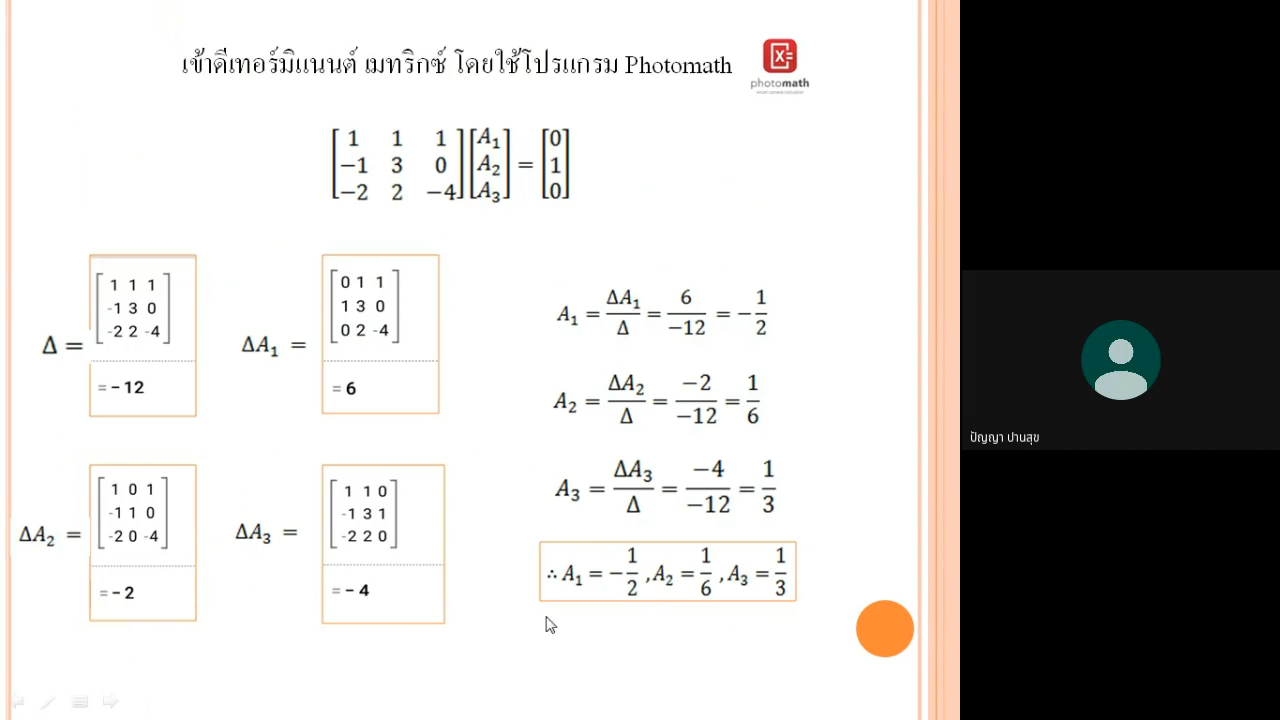 เข้าดีเทอร์มิแนนต์ เมทริกซ์ โดยใช้โปรแกรม Photomath
photomath
[1 1 1; −1 3 0; −2 2 −4] [A₁; A₂; A₃] = [0; 1; 0]
Δ = [1 1 1; -1 3 0; -2 2 -4]
= - 12
ΔA₁ = [0 1 1; 1 3 0; 0 2 -4]
= 6
ΔA₂ = [1 0 1; -1 1 0; -2 0 -4]
= - 2
ΔA₃ = [1 1 0; -1 3 1; -2 2 0]
= - 4
A₁ = ΔA₁/Δ = 6/−12 = −1/2
A₂ = ΔA₂/Δ = −2/−12 = 1/6
A₃ = ΔA₃/Δ = −4/−12 = 1/3
∴ A₁ = −1/2 , A₂ = 1/6 , A₃ = 1/3
ปัญญา ปานสุข